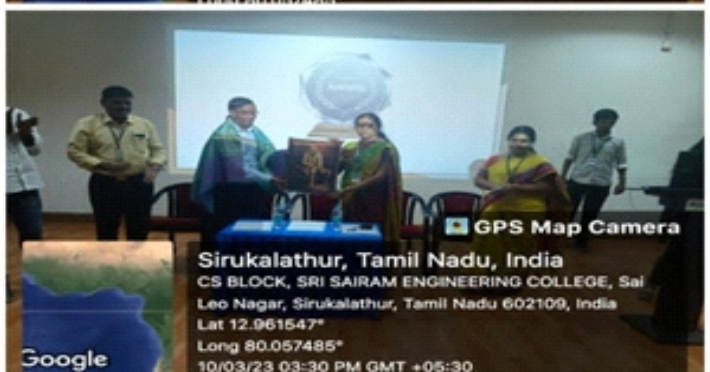 GPS Map Camera
Sirukalathur, Tamil Nadu, India
CS BLOCK, SRI SAIRAM ENGINEERING COLLEGE, Sai
Leo Nagar, Sirukalathur, Tamil Nadu 602109, India
Lat 12.961547°
Long 80.057485°
10/03/23 03:30 PM GMT +05:30
Google